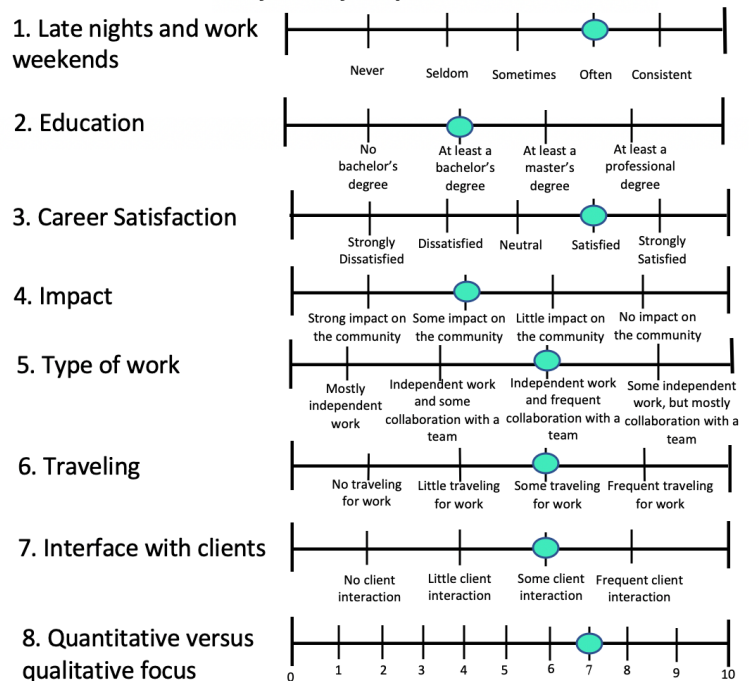 1. Late nights and work
weekends
Never Seldom Sometimes Often Consistent
2. Education
No
bachelor's
degree
At least a
bachelor's
degree
At least a
master's
degree
At least a
professional
degree
3. Career Satisfaction
Strongly
Dissatisfied
Dissatisfied
Neutral
Satisfied
Strongly
Satisfied
4. Impact
Strong impact on
the community
Some impact on
the community
Little impact on
the community
No impact on
the community
5. Type of work
Mostly
independent
work
Independent work
and some
collaboration with a
team
Independent work
and frequent
collaboration with a
team
Some independent
work, but mostly
collaboration with a
team
6. Traveling
No traveling
for work
Little traveling
for work
Some traveling
for work
Frequent traveling
for work
7. Interface with clients
No client
interaction
Little client
interaction
Some client
interaction
Frequent client
interaction
8. Quantitative versus
qualitative focus
0 1 2 3 4 5 6 7 8 9 10